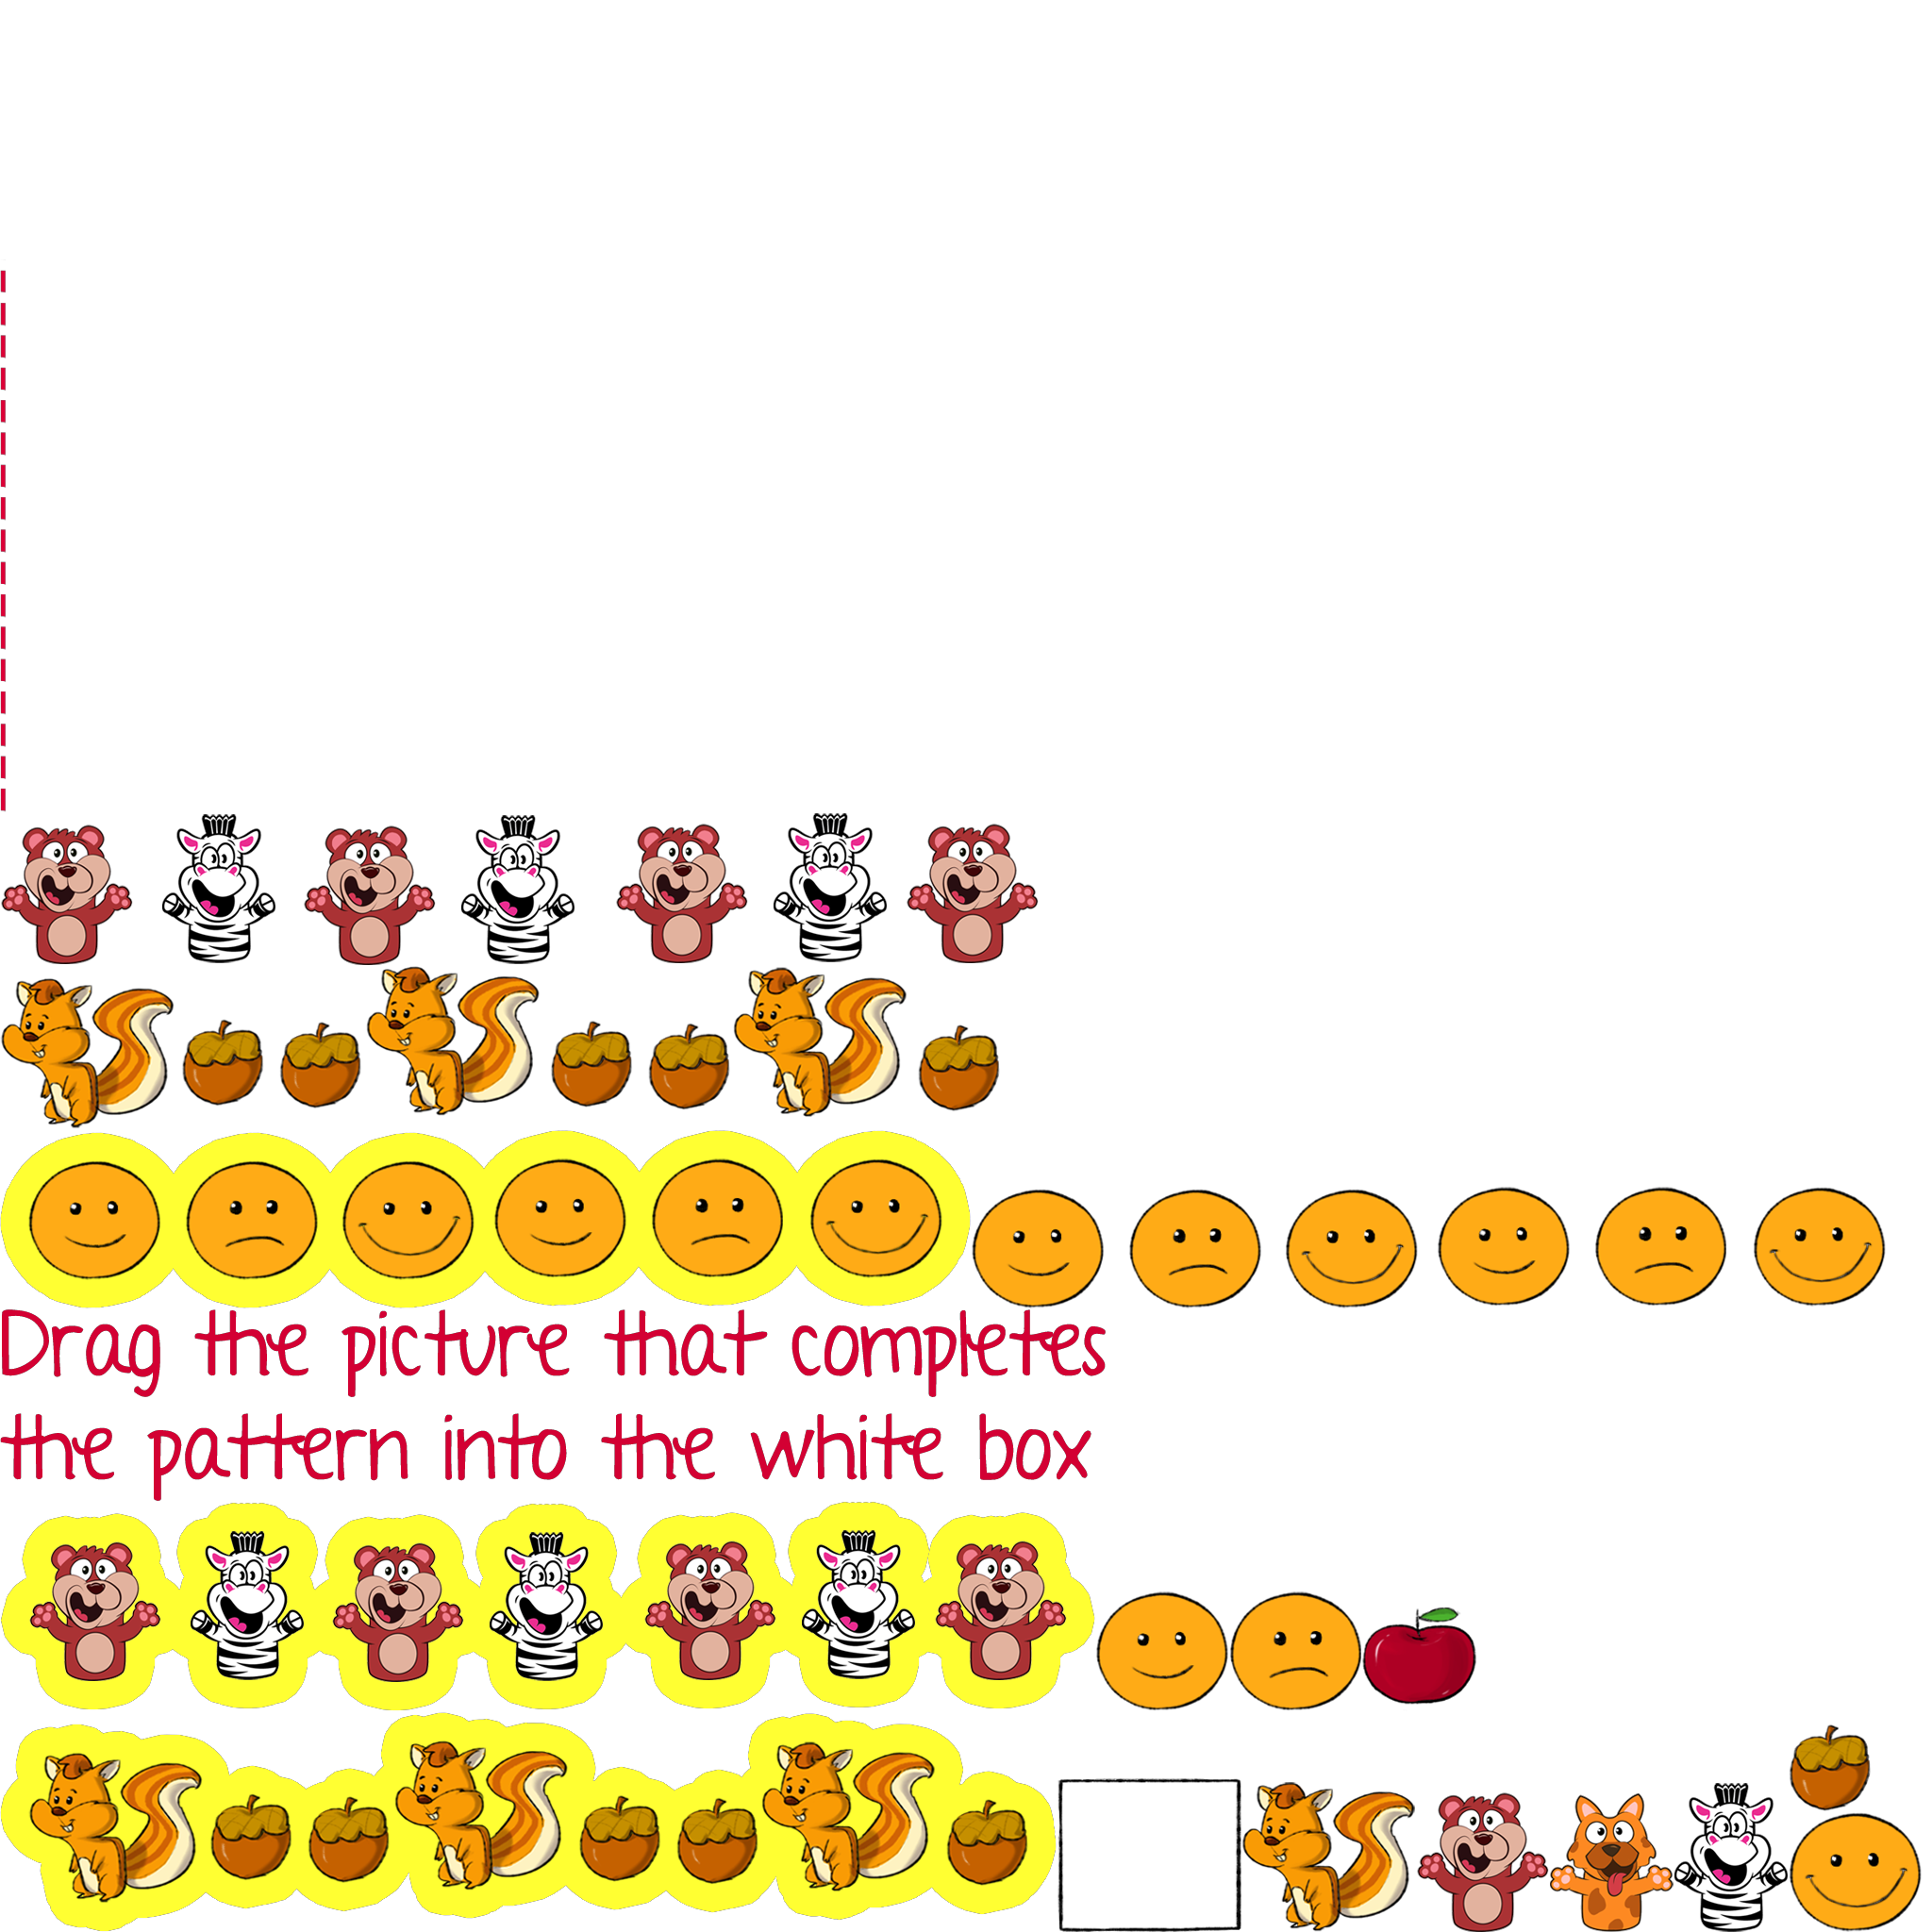 Drag the picture that completes
the pattern into the white box